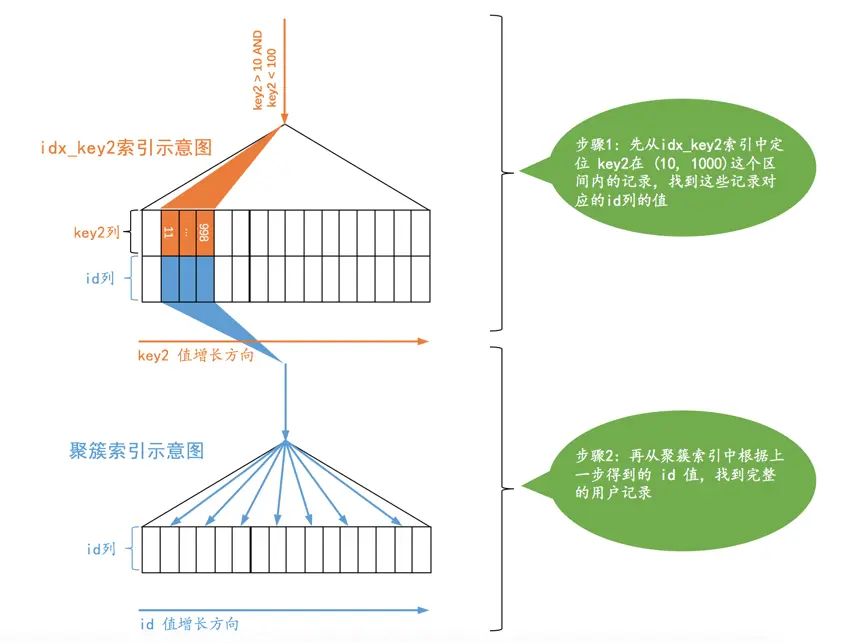 key2 > 10 AND
key2 < 100
idx_key2索引示意图
key2列
11
...
998
id列
key2 值增长方向
步骤1：先从idx_key2索引中定
位 key2在 (10, 1000)这个区
间内的记录，找到这些记录对
应的id列的值
聚簇索引示意图
id列
id 值增长方向
步骤2：再从聚簇索引中根据上
一步得到的 id 值，找到完整
的用户记录